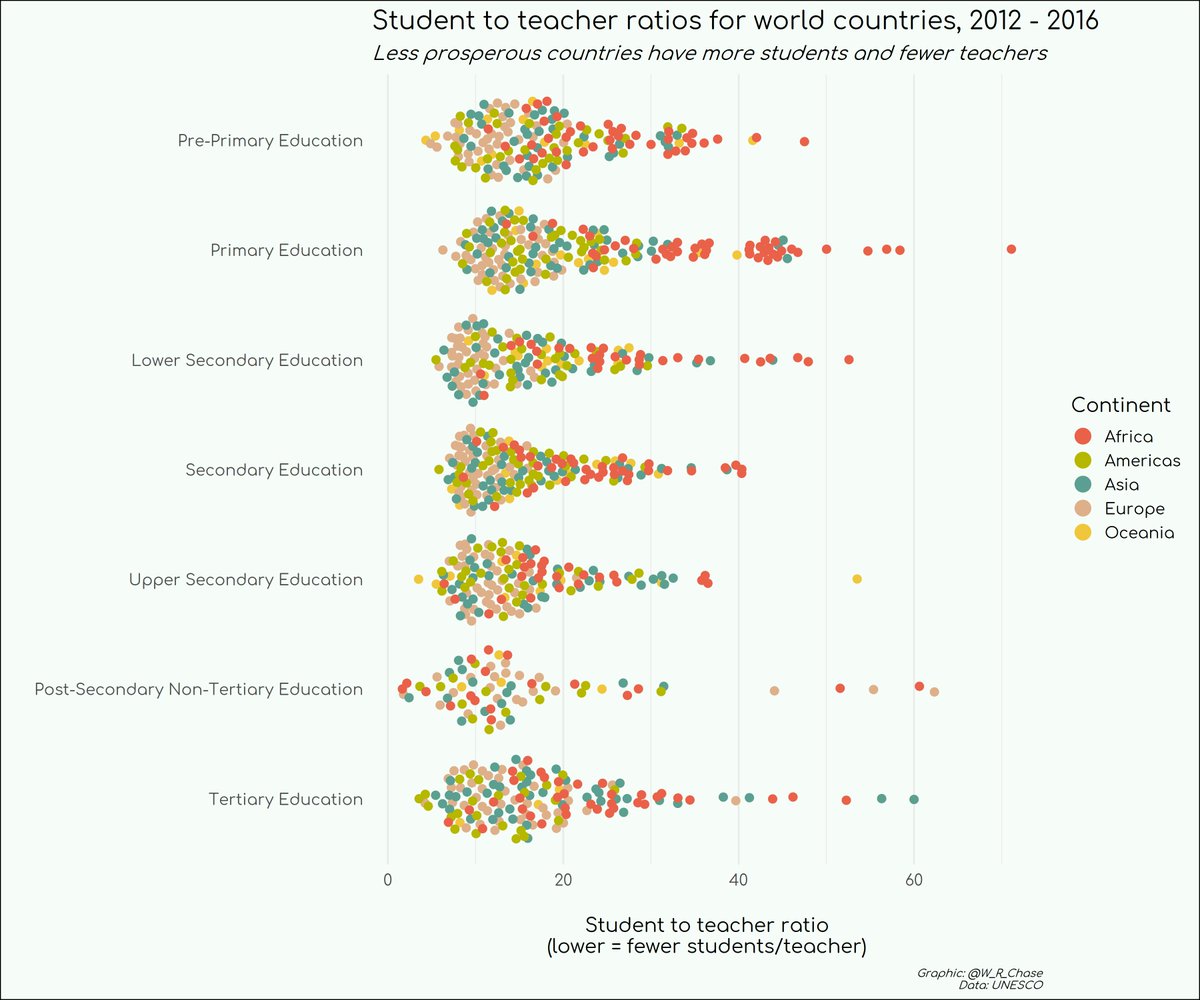 Student to teacher ratios for world countries, 2012 - 2016
Less prosperous countries have more students and fewer teachers
Pre-Primary Education
Primary Education
Lower Secondary Education
Secondary Education
Upper Secondary Education
Post-Secondary Non-Tertiary Education
Tertiary Education
0 20 40 60
Student to teacher ratio
(lower = fewer students/teacher)
Continent
Africa
Americas
Asia
Europe
Oceania
Graphic: @W_R_Chase
Data: UNESCO